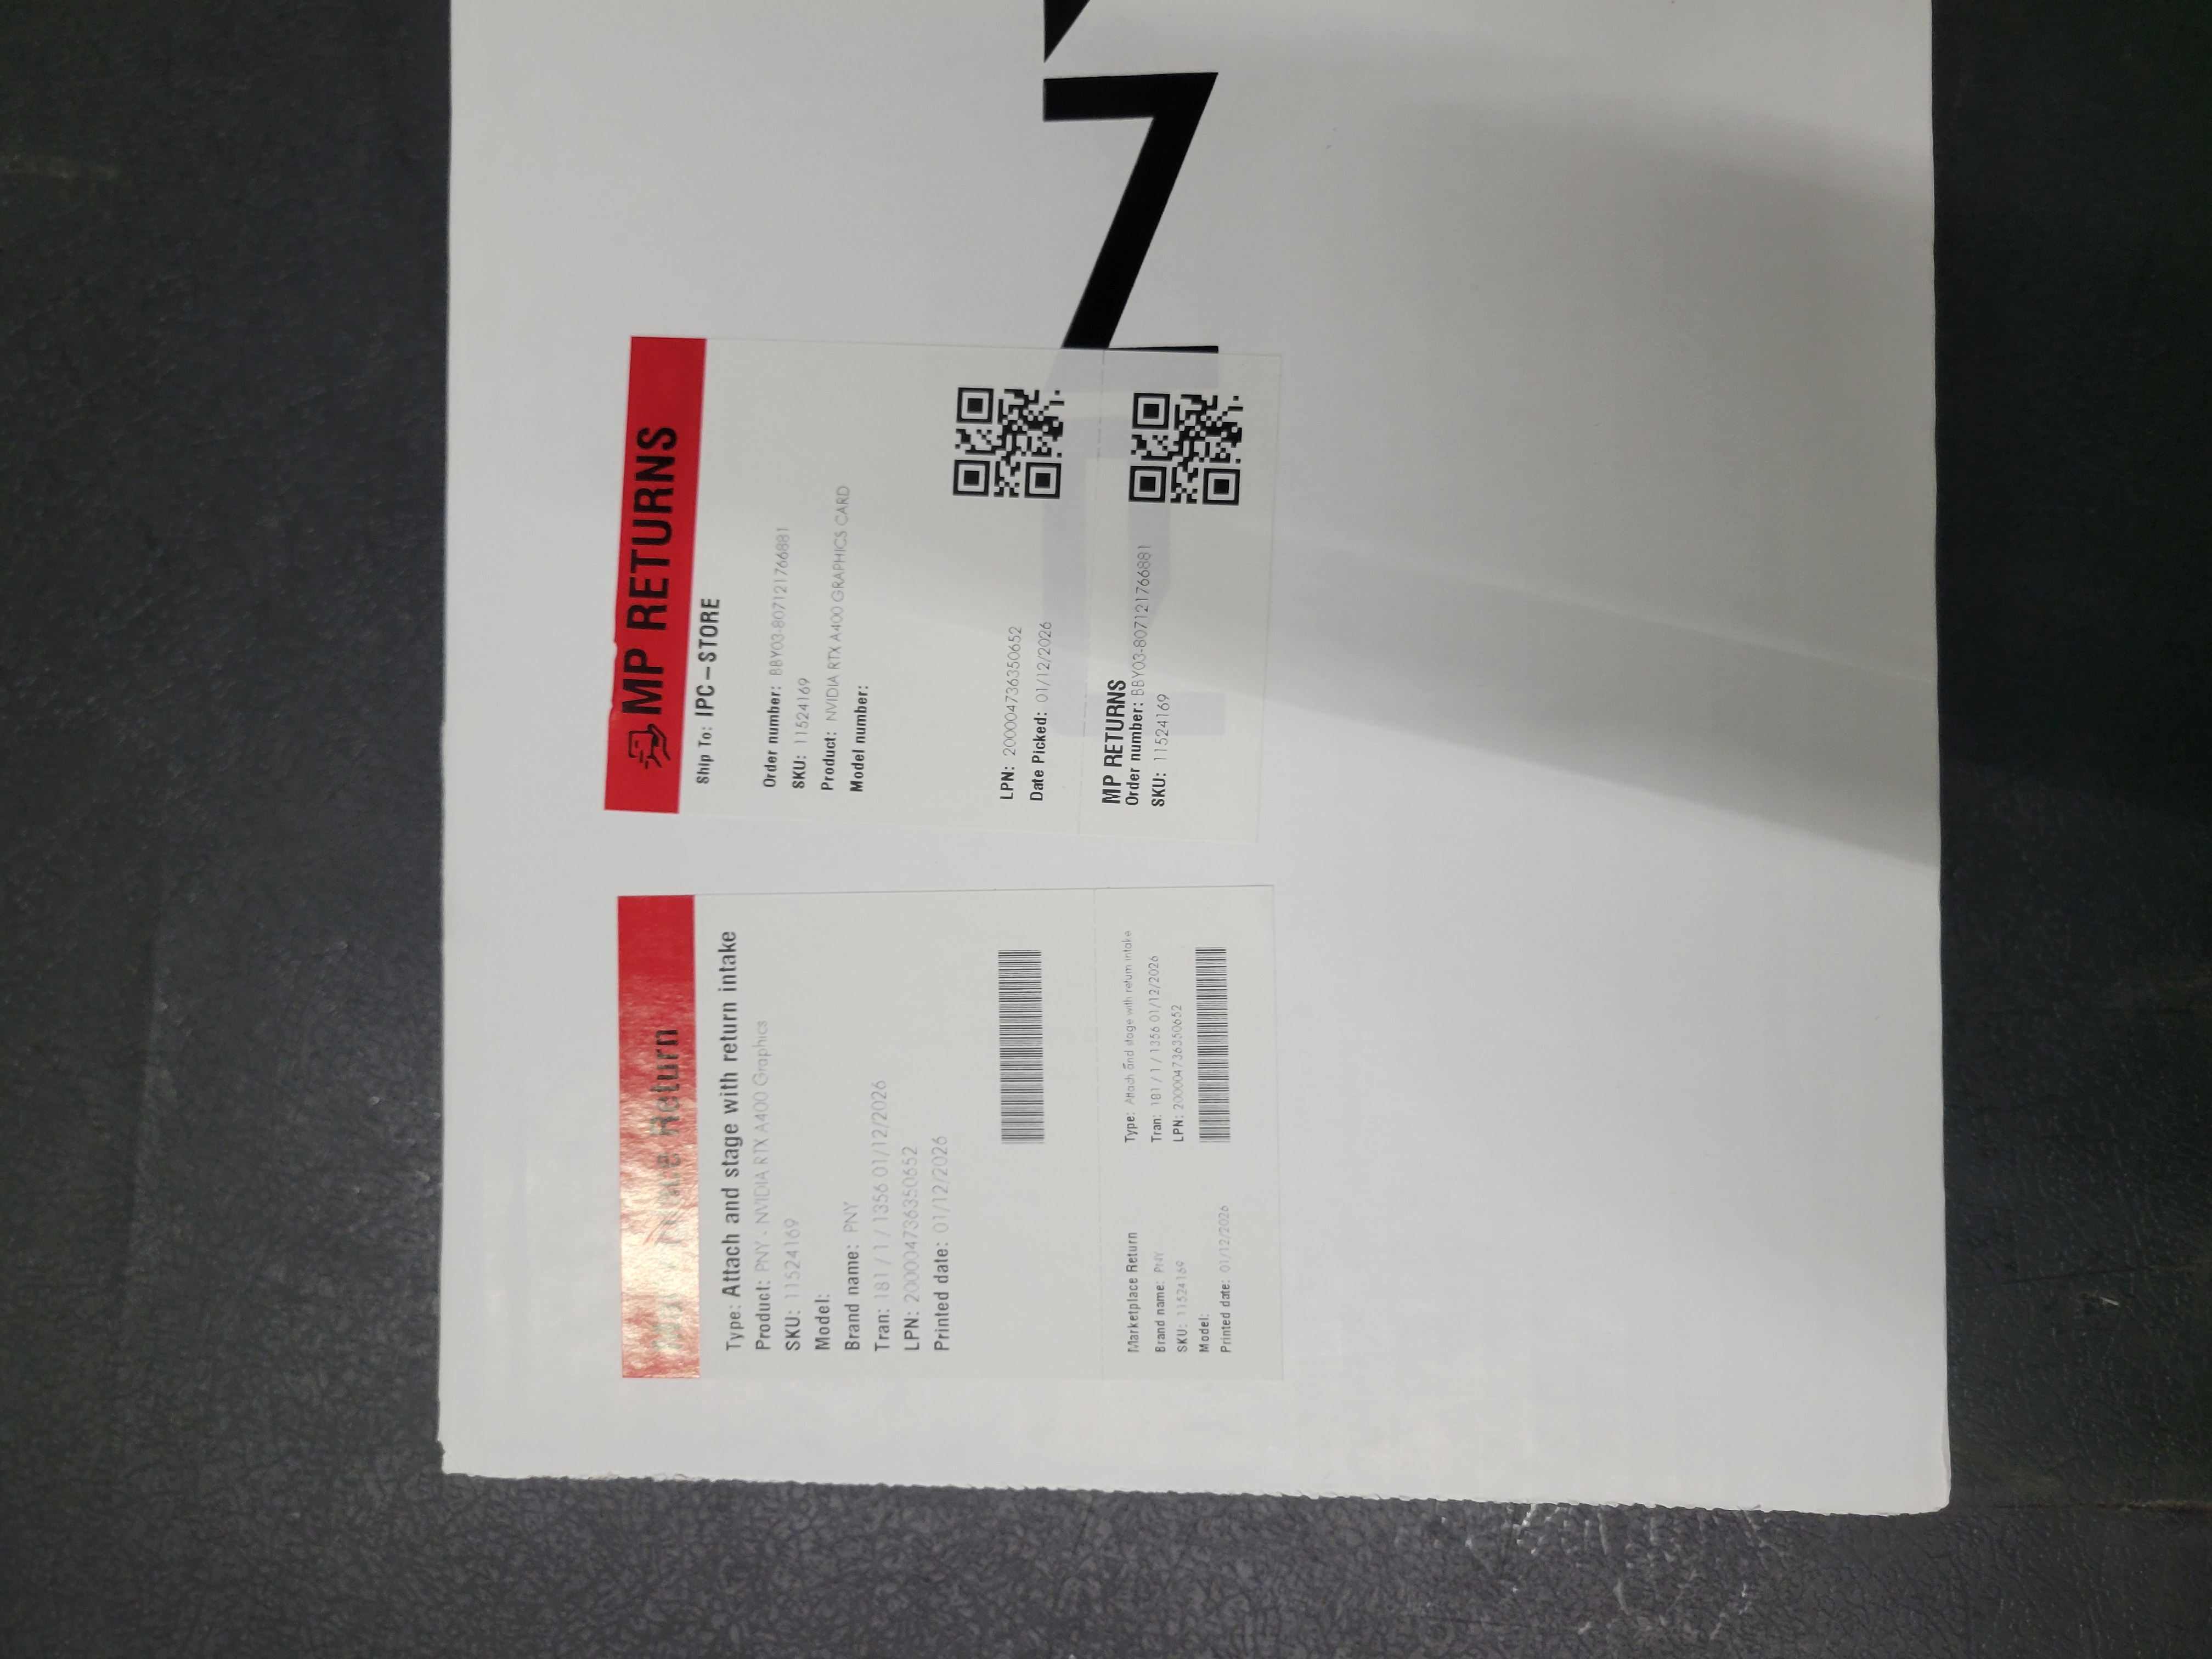 Marketplace Return
Type: Attach and stage with return intake
Product: PNY - NVIDIA RTX A400 Graphics
SKU: 11524169
Model:
Brand name: PNY
Tran: 181 / 1 / 1356 01/12/2026
LPN: 20000473635​0652
Printed date: 01/12/2026
Marketplace Return
Brand name: PNY
SKU: 11524169
Model:
Printed date: 01/12/2026
Type: Attach and stage with return intake
Tran: 181 / 1 / 1356 01/12/2026
LPN: 200004736350652
MP RETURNS
Ship To: IPC-STORE
Order number: BBY03-807121766881
SKU: 11524169
Product: NVIDIA RTX A400 GRAPHICS CARD
Model number:
LPN: 200004736350652
Date Picked: 01/12/2026
MP RETURNS
Order number: BBY03-807121766881
SKU: 11524169